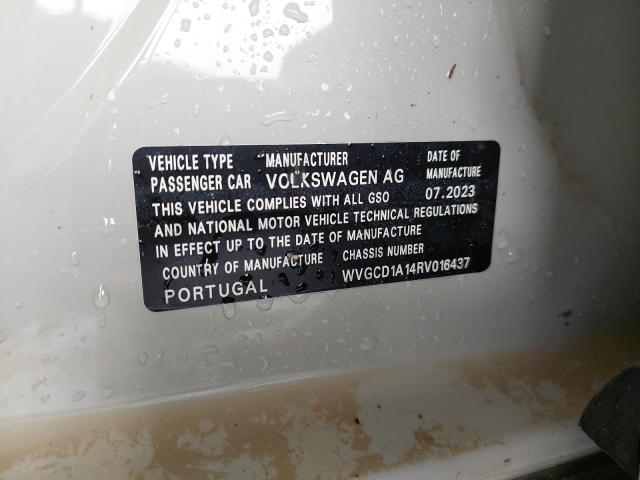 VEHICLE TYPE MANUFACTURER DATE OF MANUFACTURE
PASSENGER CAR VOLKSWAGEN AG 07.2023
THIS VEHICLE COMPLIES WITH ALL GSO
AND NATIONAL MOTOR VEHICLE TECHNICAL REGULATIONS
IN EFFECT UP TO THE DATE OF MANUFACTURE
COUNTRY OF MANUFACTURE CHASSIS NUMBER
PORTUGAL WVGCD1A14RV016437